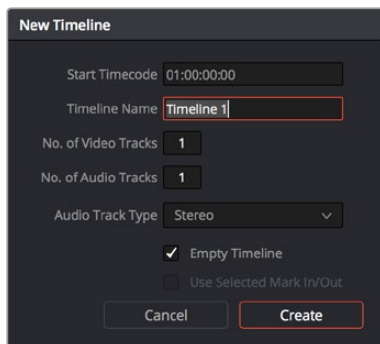 New Timeline
Start Timecode 01:00:00:00
Timeline Name Timeline 1
No. of Video Tracks 1
No. of Audio Tracks 1
Audio Track Type Stereo
Empty Timeline
Use Selected Mark In/Out
Cancel Create